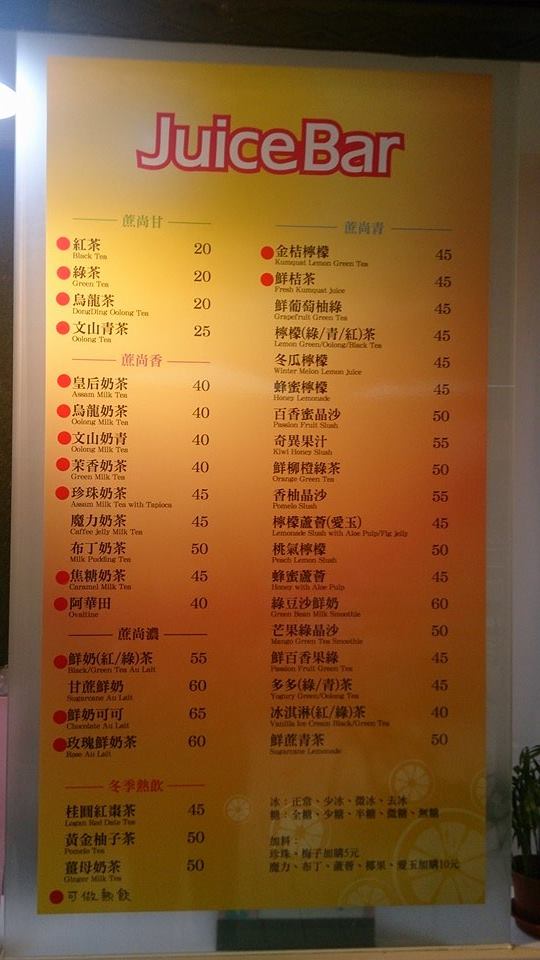 Juice Bar
蔗尚甘
紅茶 20
Black Tea
綠茶 20
Green Tea
烏龍茶 20
DongDing Oolong Tea
文山青茶 25
Oolong Tea
蔗尚香
皇后奶茶 40
Assam Milk Tea
烏龍奶茶 40
Oolong Milk Tea
文山奶青 40
Oolong Milk Tea
茉香奶茶 40
Green Milk Tea
珍珠奶茶 45
Assam Milk Tea with Tapioca
魔力奶茶 45
Caffee Jelly Milk Tea
布丁奶茶 50
Milk Pudding Tea
焦糖奶茶 45
Caramel Milk Tea
阿華田 40
Ovaltine
蔗尚濃
鮮奶(紅/綠)茶 55
Black/Green Tea Au Lait
甘蔗鮮奶 60
Sugarcane Au Lait
鮮奶可可 65
Chocolate Au Lait
玫瑰鮮奶茶 60
Rose Au Lait
冬季熱飲
桂圓紅棗茶 45
Logan Red Date Tea
黃金柚子茶 50
Pomelo Tea
薑母奶茶 50
Ginger Milk Tea
可做熱飲
蔗尚青
金桔檸檬 45
Kumquat Lemon Green Tea
鮮桔茶 45
Fresh Kumquat juice
鮮葡萄柚綠 45
Grapefruit Green Tea
檸檬(綠/青/紅)茶 45
Lemon Green/Oolong/Black Tea
冬瓜檸檬 45
Winter Melon Lemon juice
蜂蜜檸檬 45
Honey Lemonade
百香蜜晶沙 50
Passion Fruit Slush
奇異果汁 55
Kiwi Honey Slush
鮮柳橙綠茶 50
Orange Green Tea
香柚晶沙 55
Pomelo Slush
檸檬蘆薈(愛玉) 45
Lemonade Slush with Aloe Pulp/Fig jelly
桃氣檸檬 50
Peach Lemon Slush
蜂蜜蘆薈 45
Honey with Aloe Pulp
綠豆沙鮮奶 60
Green Bean Milk Smoothie
芒果綠晶沙 50
Mango Green Tea Smoothie
鮮百香果綠 45
Passion Fruit Green Tea
多多(綠/青)茶 45
Yogury Green/Oolong Tea
冰淇淋(紅/綠)茶 40
Vanilla Ice Cream Black/Green Tea
鮮蔗青茶 50
Sugarcane Lemonade
冰：正常、少冰、微冰、去冰
糖：全糖、少糖、半糖、微糖、無糖
加料：
珍珠、梅子加購5元
魔力、布丁、蘆薈、椰果、愛玉加購10元